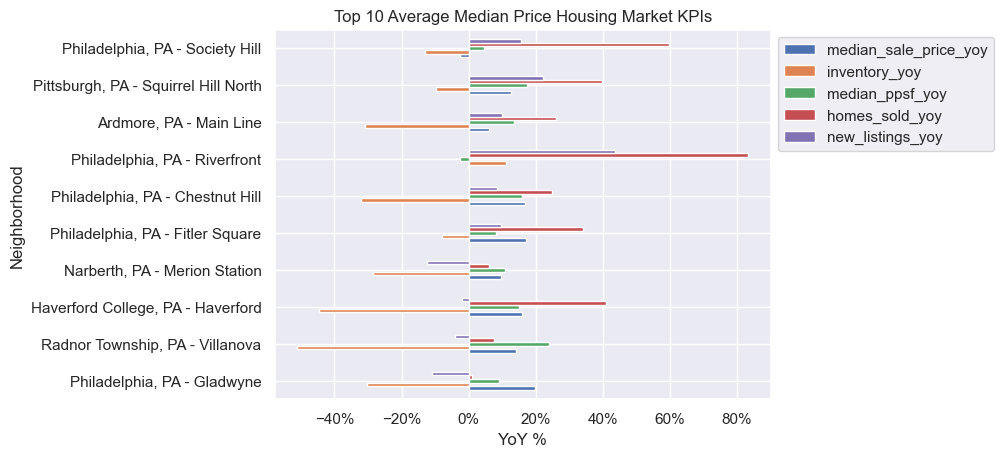 Top 10 Average Median Price Housing Market KPIs
Neighborhood
Philadelphia, PA - Society Hill
Pittsburgh, PA - Squirrel Hill North
Ardmore, PA - Main Line
Philadelphia, PA - Riverfront
Philadelphia, PA - Chestnut Hill
Philadelphia, PA - Fitler Square
Narberth, PA - Merion Station
Haverford College, PA - Haverford
Radnor Township, PA - Villanova
Philadelphia, PA - Gladwyne
−40% −20% 0% 20% 40% 60% 80%
YoY %
median_sale_price_yoy
inventory_yoy
median_ppsf_yoy
homes_sold_yoy
new_listings_yoy